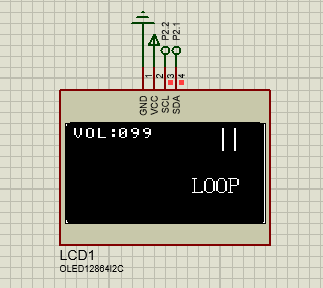 P2.2
P2.1
1
2
3
4
GND
VCC
SCL
SDA
VOL:099
LOOP
LCD1
OLED12864I2C